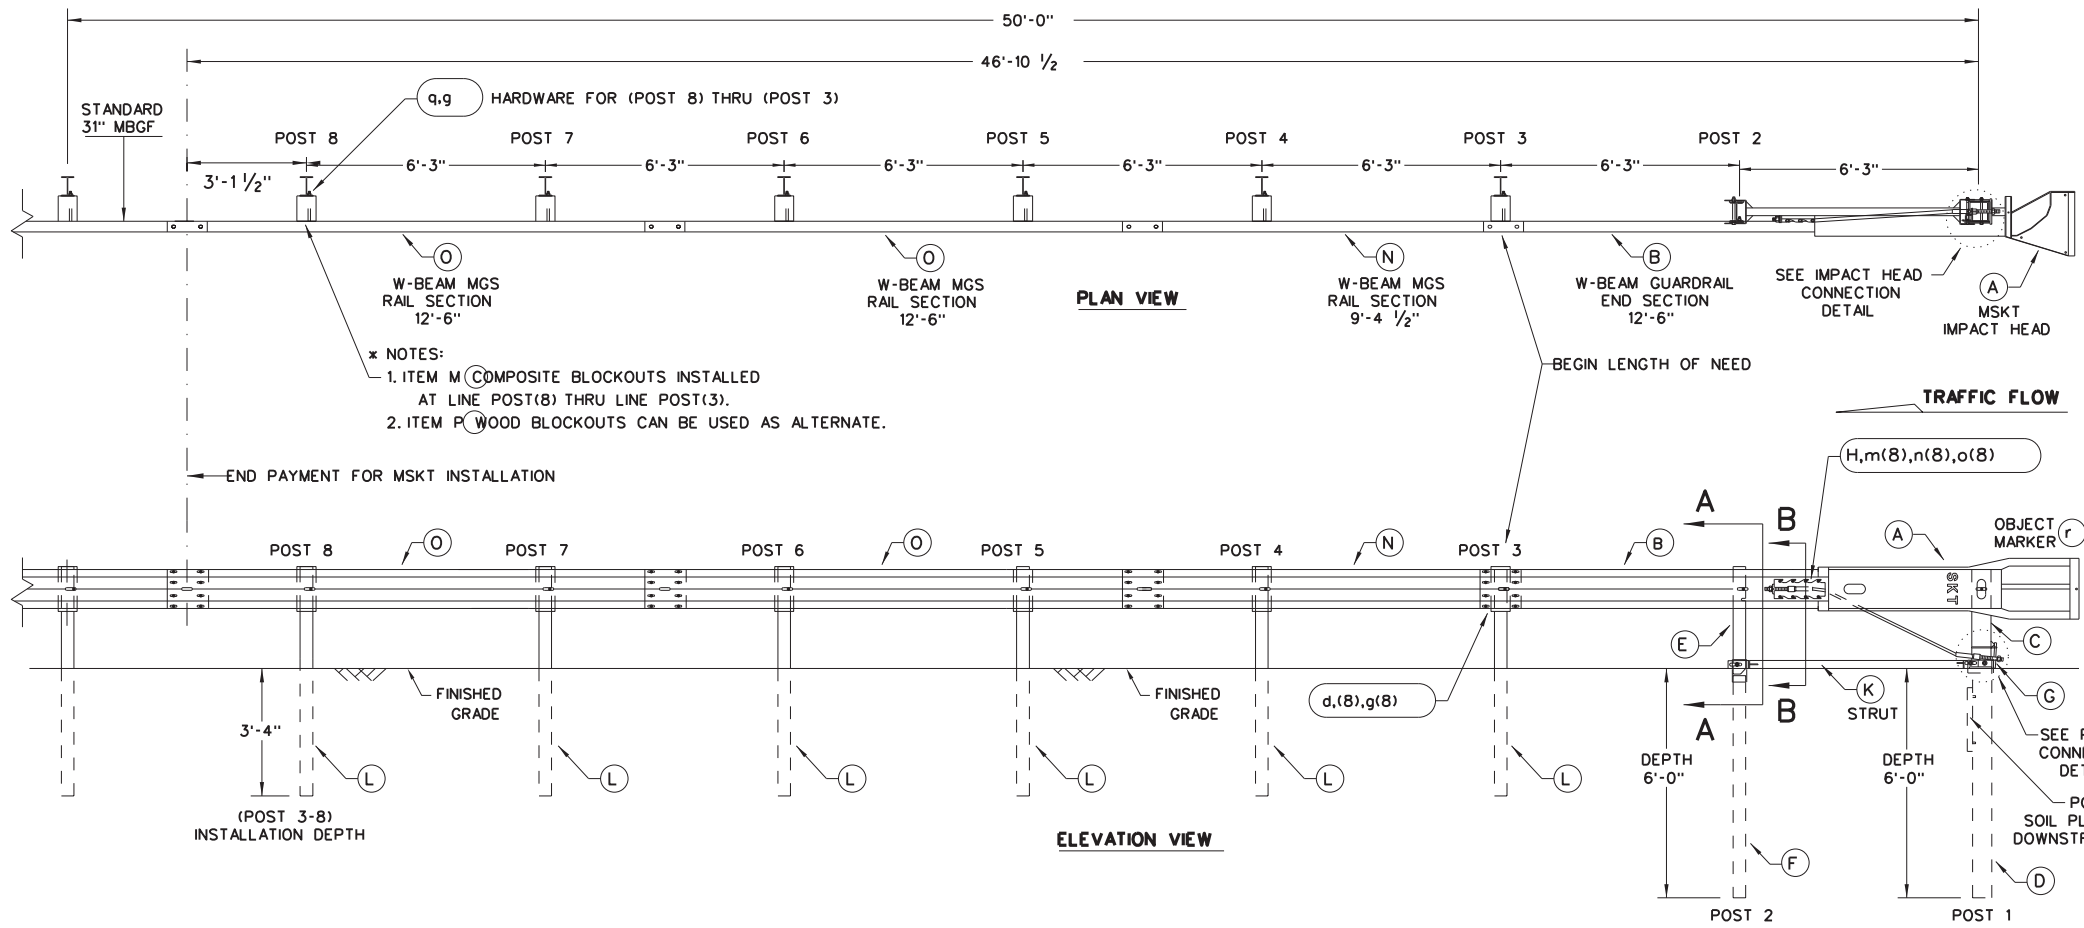 50'-0"
46'-10 1/2
q,g HARDWARE FOR (POST 8) THRU (POST 3)
STANDARD
31" MBGF
POST 8
POST 7
POST 6
POST 5
POST 4
POST 3
POST 2
3'-1 1/2"
6'-3"
6'-3"
6'-3"
6'-3"
6'-3"
6'-3"
6'-3"
O
W-BEAM MGS
RAIL SECTION
12'-6"
O
W-BEAM MGS
RAIL SECTION
12'-6"
PLAN VIEW
N
W-BEAM MGS
RAIL SECTION
9'-4 1/2"
B
W-BEAM GUARDRAIL
END SECTION
12'-6"
SEE IMPACT HEAD
CONNECTION
DETAIL
A
MSKT
IMPACT HEAD
* NOTES:
1. ITEM M COMPOSITE BLOCKOUTS INSTALLED
AT LINE POST(8) THRU LINE POST(3).
2. ITEM P WOOD BLOCKOUTS CAN BE USED AS ALTERNATE.
BEGIN LENGTH OF NEED
TRAFFIC FLOW
END PAYMENT FOR MSKT INSTALLATION
H,m(8),n(8),o(8)
A
B
POST 8
O
POST 7
POST 6
O
POST 5
POST 4
N
POST 3
B
A
OBJECT
MARKER r
SKT
E
C
FINISHED
GRADE
FINISHED
GRADE
d,(8),g(8)
A
B
K
STRUT
G
3'-4"
L
L
L
L
L
L
DEPTH
6'-0"
DEPTH
6'-0"
SEE
DOWNST
SOIL
(POST 3-8)
INSTALLATION DEPTH
ELEVATION VIEW
F
D
POST 2
POST 1